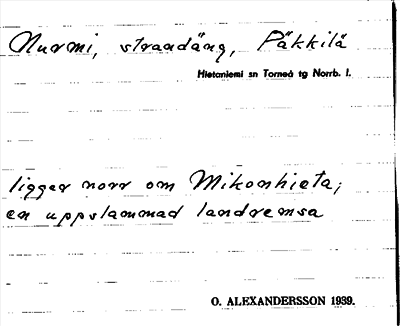 Nurmi, strandäng, Päkkilä
Hietaniemi sn Torneå tg Norrb. l.
ligger norr om Mikonhieta;
en uppslammad landremsa
O. ALEXANDERSSON 1939.